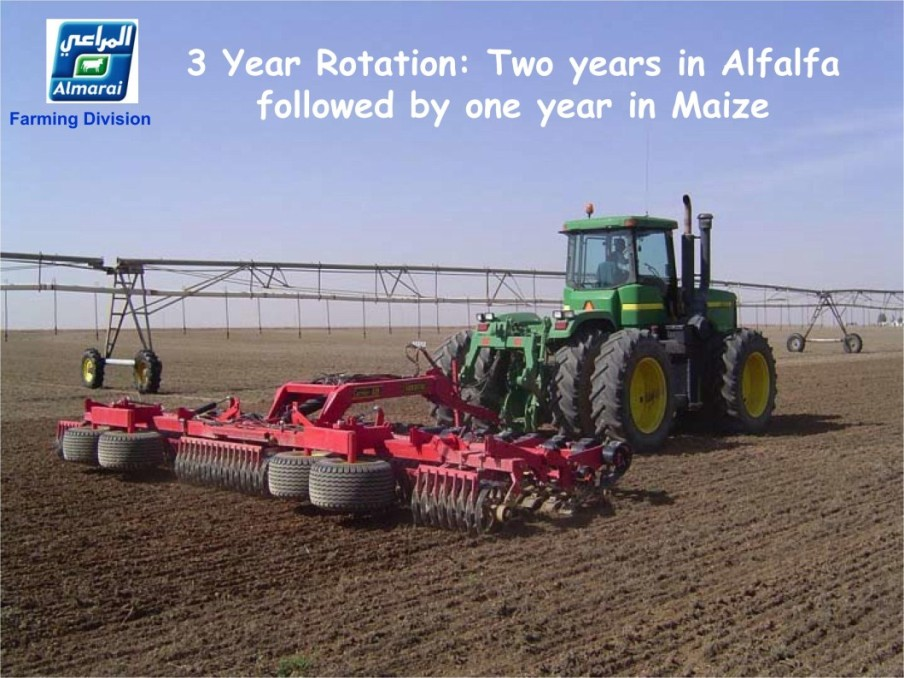 المراعي
Almarai
Farming Division
3 Year Rotation: Two years in Alfalfa
followed by one year in Maize